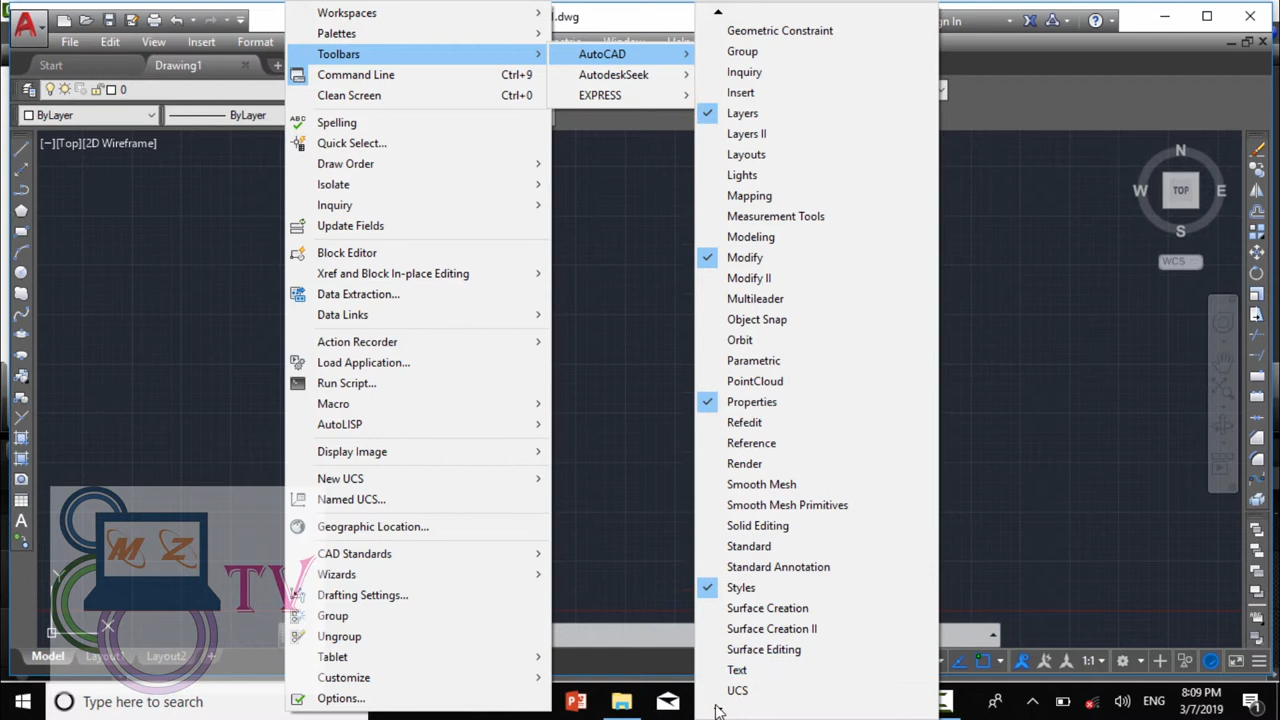 .dwg
Sign In
File
Edit
View
Insert
Format
Start
Drawing1
0
ByLayer
ByLayer
[−][Top][2D Wireframe]
Workspaces
Palettes
Toolbars
Command Line Ctrl+9
Clean Screen Ctrl+0
ABC
Spelling
Quick Select...
Draw Order
Isolate
Inquiry
Update Fields
Block Editor
Xref and Block In-place Editing
Data Extraction...
Data Links
Action Recorder
Load Application...
Run Script...
Macro
AutoLISP
Display Image
New UCS
Named UCS...
Geographic Location...
CAD Standards
Wizards
Drafting Settings...
Group
Ungroup
Tablet
Customize
Options...
AutoCAD
AutodeskSeek
EXPRESS
Geometric Constraint
Group
Inquiry
Insert
Layers
Layers II
Layouts
Lights
Mapping
Measurement Tools
Modeling
Modify
Modify II
Multileader
Object Snap
Orbit
Parametric
PointCloud
Properties
Refedit
Reference
Render
Smooth Mesh
Smooth Mesh Primitives
Solid Editing
Standard
Standard Annotation
Styles
Surface Creation
Surface Creation II
Surface Editing
Text
UCS
N
W TOP E
S
WCS
M Z
TV
Model
Layout1
Layout2
1:1
Type here to search
ENG
8:09 PM
3/7/2019